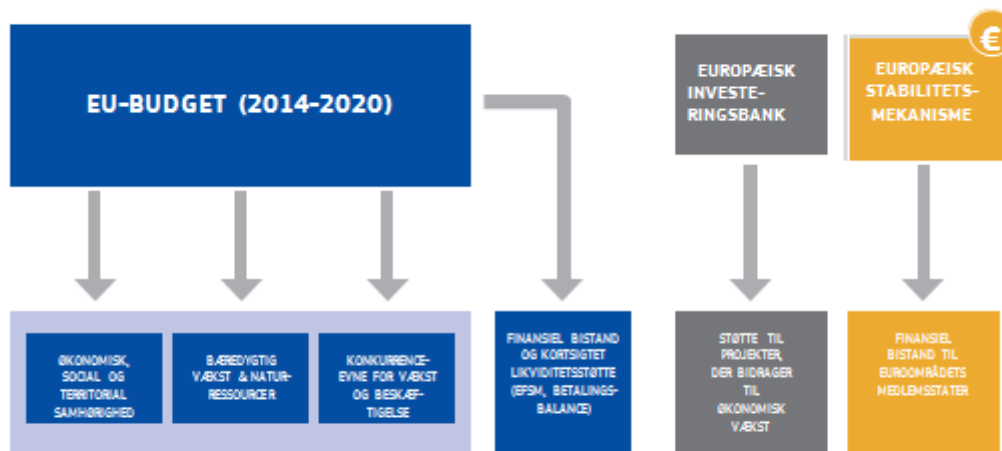 EU-BUDGET (2014-2020)
EUROPÆISK
INVESTE-
RINGSBANK
€
EUROPÆISK
STABILITETS-
MEKANISME
ØKONOMISK,
SOCIAL OG
TERRITORIAL
SAMHØRIGHED
BÆREDYGTIG
VÆKST & NATUR-
RESSOURCER
KONKURRENCE-
EVNE FOR VÆKST
OG BESKÆF-
TIGELSE
FINANSIEL BISTAND
OG KORTSIGTET
LIKVIDITETSSTØTTE
(EFSM, BETALINGS-
BALANCE)
STØTTE TIL
PROJEKTER,
DER BIDRAGER
TIL
ØKONOMISK
VÆKST
FINANSIEL
BISTAND TIL
EUROOMRÅDETS
MEDLEMSSTATER